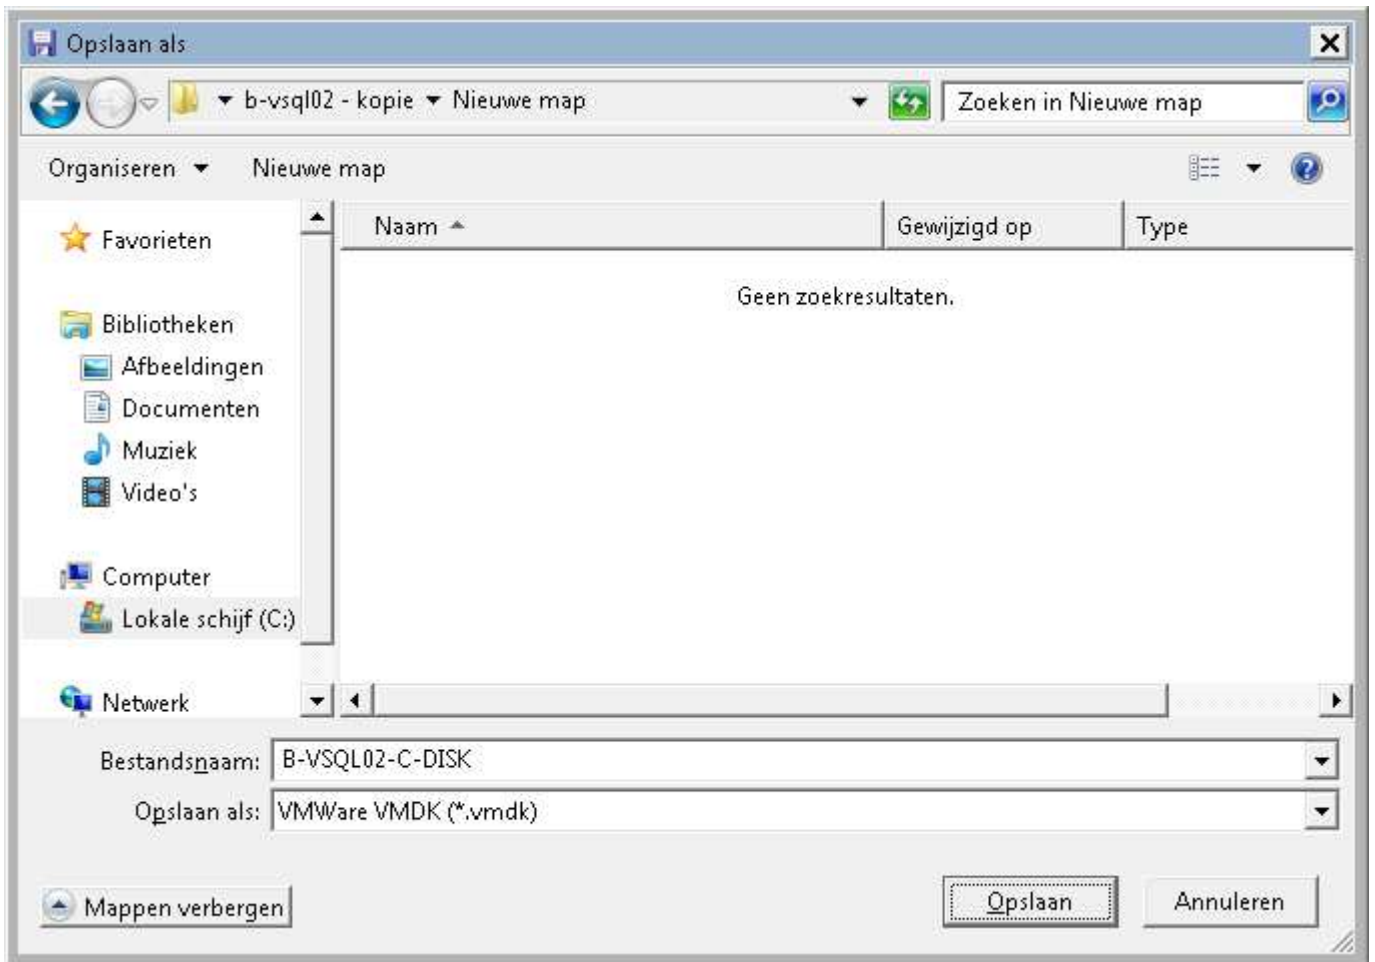 Opslaan als
b-vsql02 - kopie Nieuwe map
Zoeken in Nieuwe map
Organiseren
Nieuwe map
Naam
Gewijzigd op
Type
Geen zoekresultaten.
Favorieten
Bibliotheken
Afbeeldingen
Documenten
Muziek
Video's
Computer
Lokale schijf (C:)
Netwerk
Bestandsnaam: B-VSQL02-C-DISK
Opslaan als: VMWare VMDK (*.vmdk)
Mappen verbergen
Opslaan
Annuleren